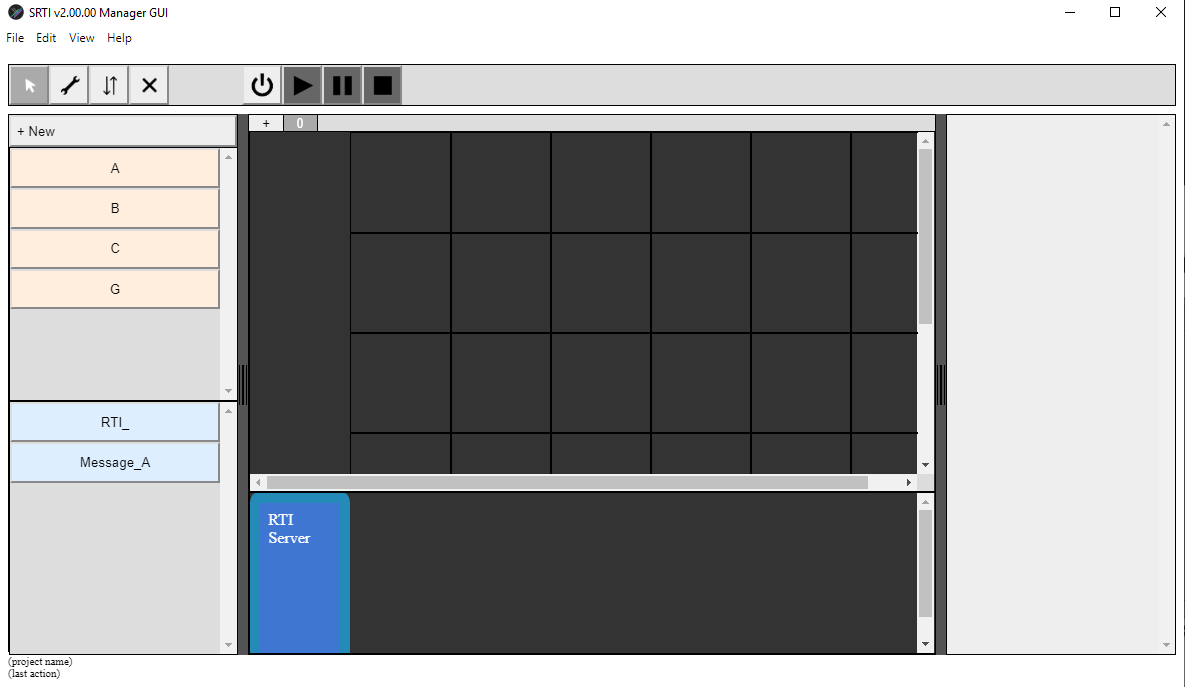 SRTI v2.00.00 Manager GUI
File Edit View Help
+ New
+ 0
A
B
C
G
RTI_
Message_A
RTI
Server
(project name)
(last action)